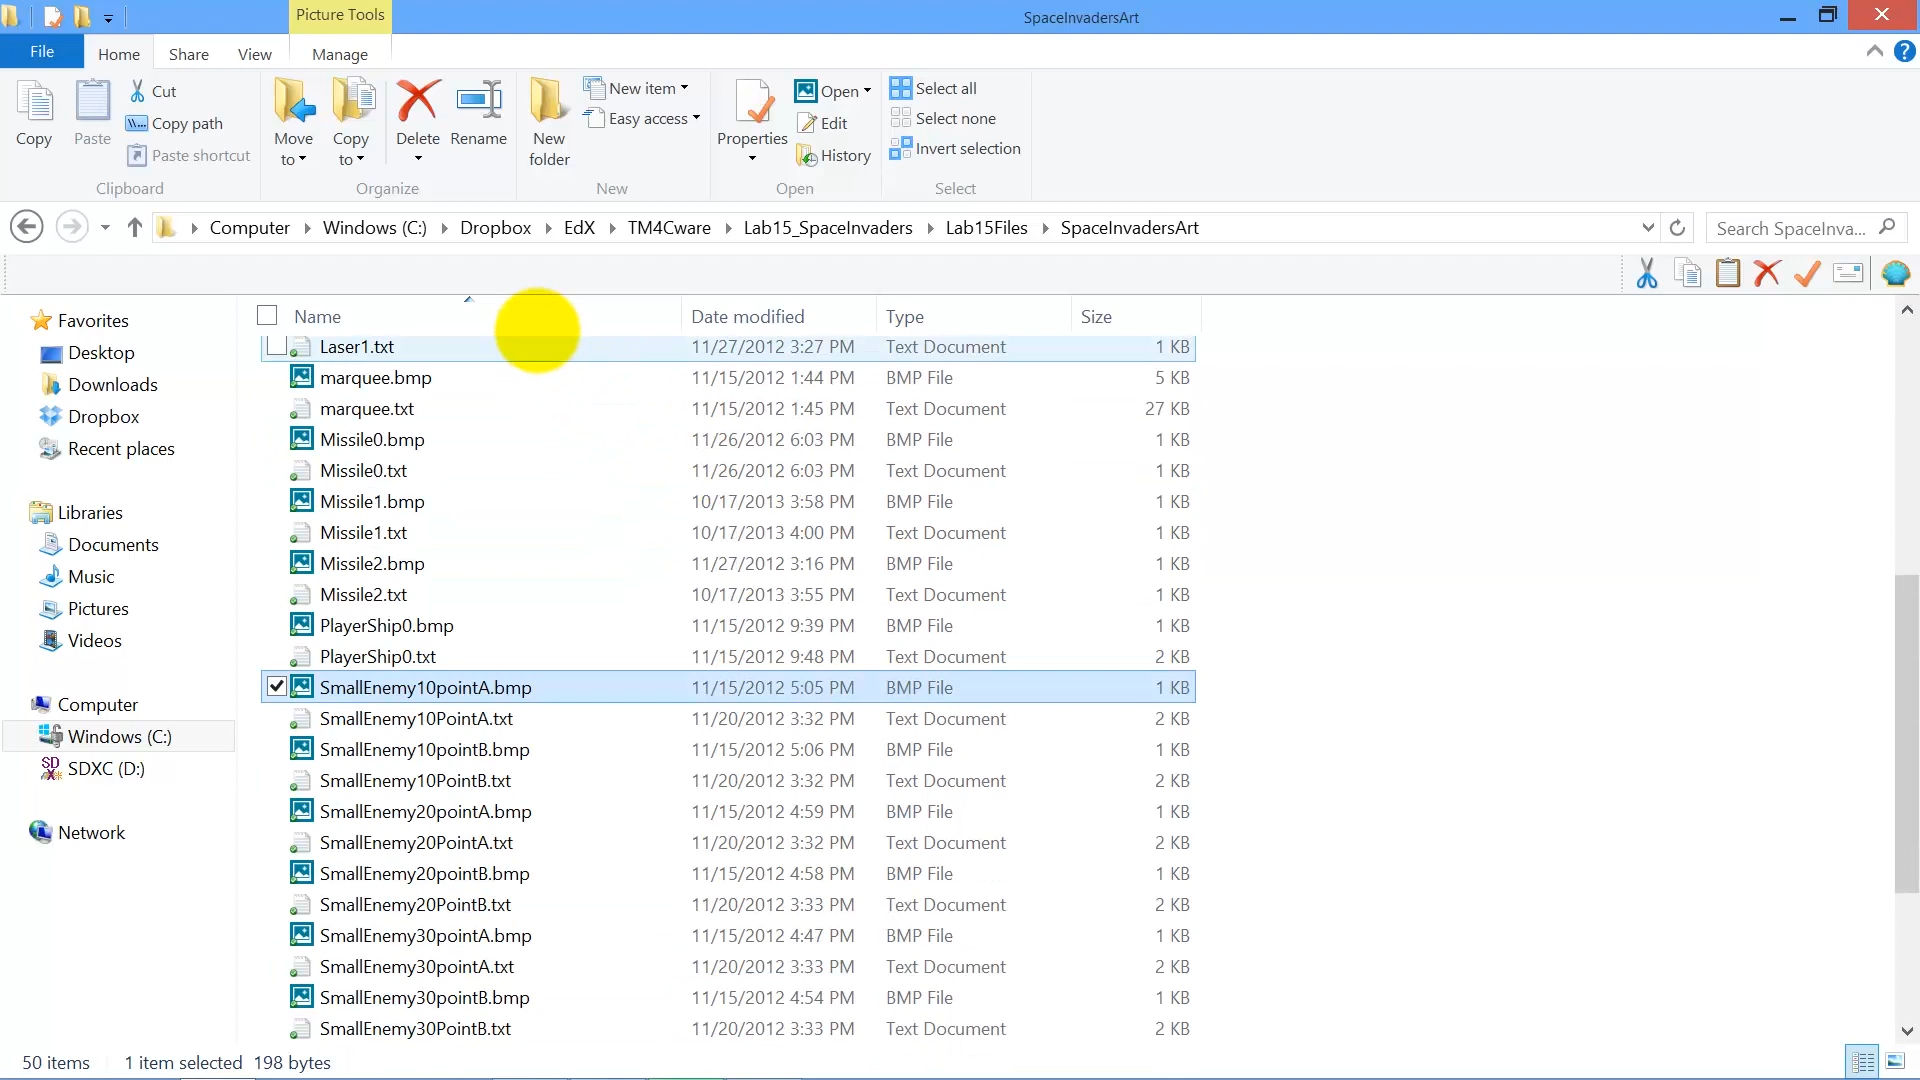 Picture Tools
SpaceInvadersArt
File
Home
Share
View
Manage
Copy
Paste
Cut
Copy path
Paste shortcut
Clipboard
Move to
Copy to
Delete
Rename
Organize
New folder
New item
Easy access
New
Properties
Open
Edit
History
Open
Select all
Select none
Invert selection
Select
Computer Windows (C:) Dropbox EdX TM4Cware Lab15_SpaceInvaders Lab15Files SpaceInvadersArt
Search SpaceInva...
Favorites
Desktop
Downloads
Dropbox
Recent places
Libraries
Documents
Music
Pictures
Videos
Computer
Windows (C:)
SD SDXC (D:)
Network
Name Date modified Type Size
Laser1.txt 11/27/2012 3:27 PM Text Document 1 KB
marquee.bmp 11/15/2012 1:44 PM BMP File 5 KB
marquee.txt 11/15/2012 1:45 PM Text Document 27 KB
Missile0.bmp 11/26/2012 6:03 PM BMP File 1 KB
Missile0.txt 11/26/2012 6:03 PM Text Document 1 KB
Missile1.bmp 10/17/2013 3:58 PM BMP File 1 KB
Missile1.txt 10/17/2013 4:00 PM Text Document 1 KB
Missile2.bmp 11/27/2012 3:16 PM BMP File 1 KB
Missile2.txt 10/17/2013 3:55 PM Text Document 1 KB
PlayerShip0.bmp 11/15/2012 9:39 PM BMP File 1 KB
PlayerShip0.txt 11/15/2012 9:48 PM Text Document 2 KB
SmallEnemy10pointA.bmp 11/15/2012 5:05 PM BMP File 1 KB
SmallEnemy10PointA.txt 11/20/2012 3:32 PM Text Document 2 KB
SmallEnemy10pointB.bmp 11/15/2012 5:06 PM BMP File 1 KB
SmallEnemy10PointB.txt 11/20/2012 3:32 PM Text Document 2 KB
SmallEnemy20pointA.bmp 11/15/2012 4:59 PM BMP File 1 KB
SmallEnemy20PointA.txt 11/20/2012 3:32 PM Text Document 2 KB
SmallEnemy20pointB.bmp 11/15/2012 4:58 PM BMP File 1 KB
SmallEnemy20PointB.txt 11/20/2012 3:33 PM Text Document 2 KB
SmallEnemy30pointA.bmp 11/15/2012 4:47 PM BMP File 1 KB
SmallEnemy30pointA.txt 11/20/2012 3:33 PM Text Document 2 KB
SmallEnemy30pointB.bmp 11/15/2012 4:54 PM BMP File 1 KB
SmallEnemy30PointB.txt 11/20/2012 3:33 PM Text Document 2 KB
50 items 1 item selected 198 bytes